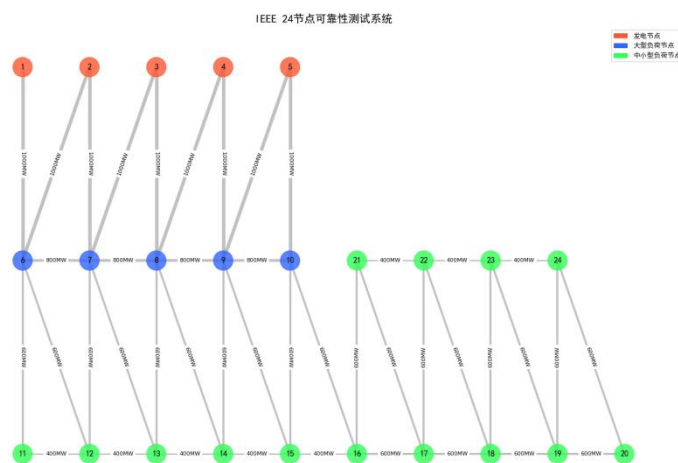 IEEE 24节点可靠性测试系统
发电节点
大型负荷节点
中小型负荷节点
1 2 3 4 5
1000MW 1000MW 1000MW 1000MW 1000MW 1000MW 1000MW 1000MW 1000MW
6 800MW 7 800MW 8 800MW 9 800MW 10 21 400MW 22 400MW 23 400MW 24
600MW 600MW 600MW 600MW 600MW 600MW 600MW 600MW 600MW 600MW 600MW 600MW 600MW 600MW 600MW 600MW 600MW 600MW
11 400MW 12 400MW 13 400MW 14 400MW 15 400MW 16 600MW 17 600MW 18 600MW 19 600MW 20